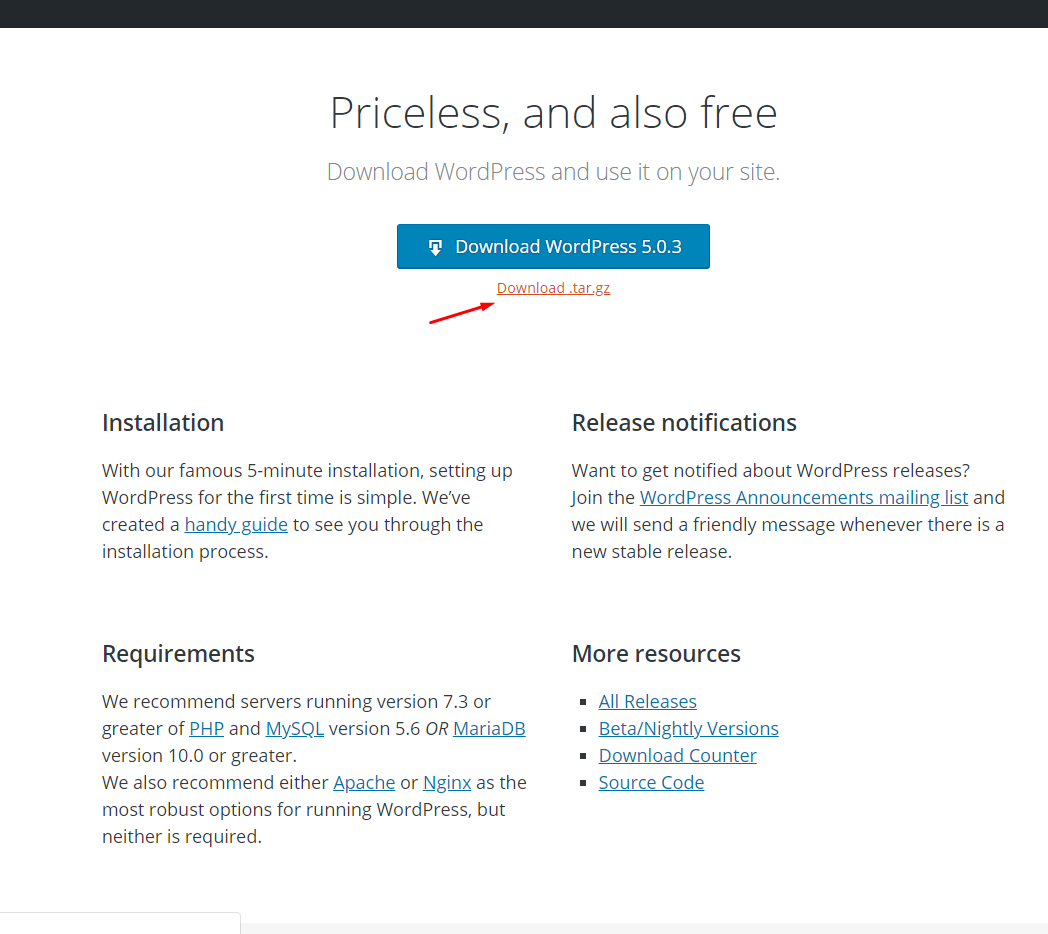 Priceless, and also free
Download WordPress and use it on your site.
Download WordPress 5.0.3
Download .tar.gz
Installation
With our famous 5-minute installation, setting up
WordPress for the first time is simple. We’ve
created a handy guide to see you through the
installation process.
Release notifications
Want to get notified about WordPress releases?
Join the WordPress Announcements mailing list and
we will send a friendly message whenever there is a
new stable release.
Requirements
We recommend servers running version 7.3 or
greater of PHP and MySQL version 5.6 OR MariaDB
version 10.0 or greater.
We also recommend either Apache or Nginx as the
most robust options for running WordPress, but
neither is required.
More resources
All Releases
Beta/Nightly Versions
Download Counter
Source Code